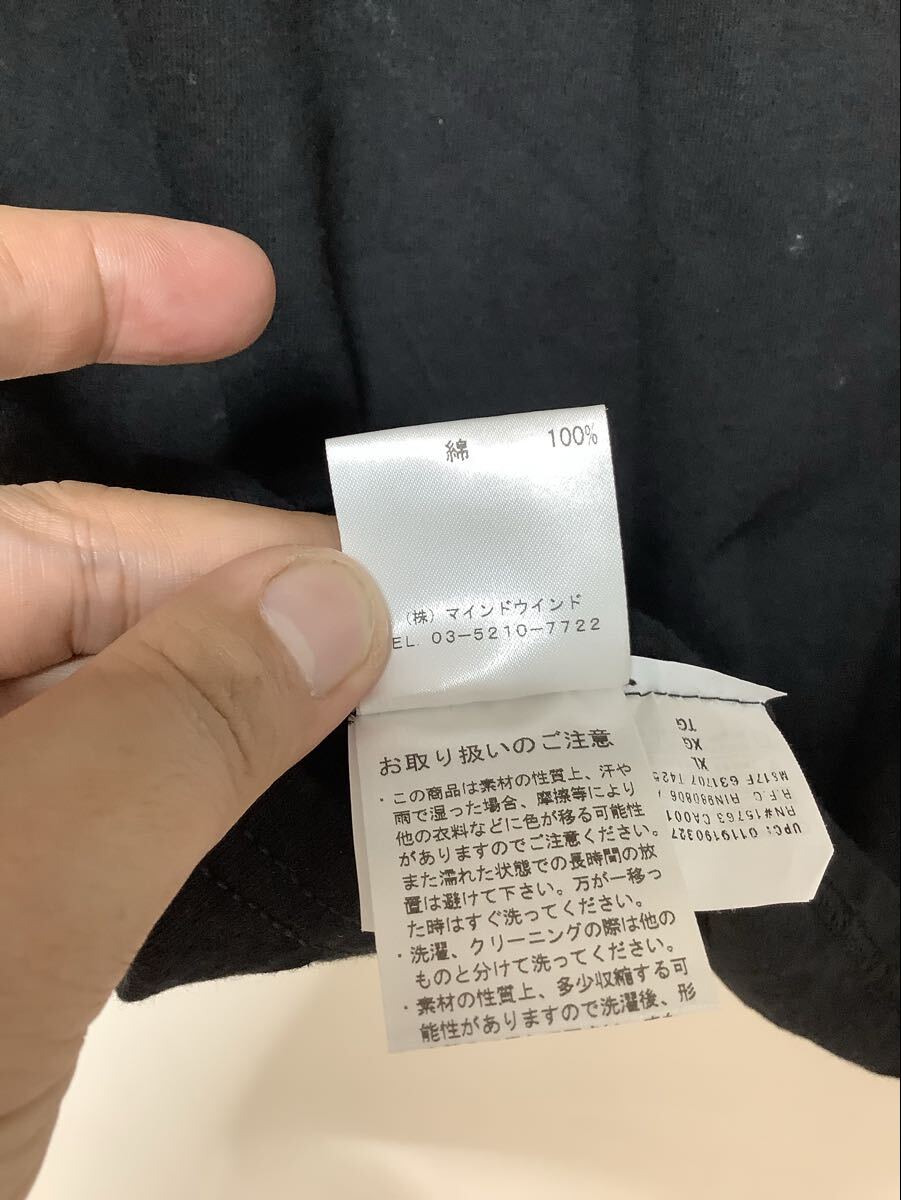 綿 100%
(株) マインドウインド
EL. 03-5210-7722
お取り扱いのご注意
・この商品は素材の性質上、汗や
雨で湿った場合、摩擦等により
他の衣料などに色が移る可能性
がありますのでご注意ください。
また濡れた状態での長時間の放
置は避けて下さい。万が一移っ
た時はすぐ洗ってください。
・洗濯、クリーニングの際は他の
ものと分けて洗ってください。
・素材の性質上、多少収縮する可
能性がありますので洗濯後、形
UPC: 0119190327
RN#15763 CA001
R.F.C. RIN980806
M817F 631707 T425
XL
XG
TG